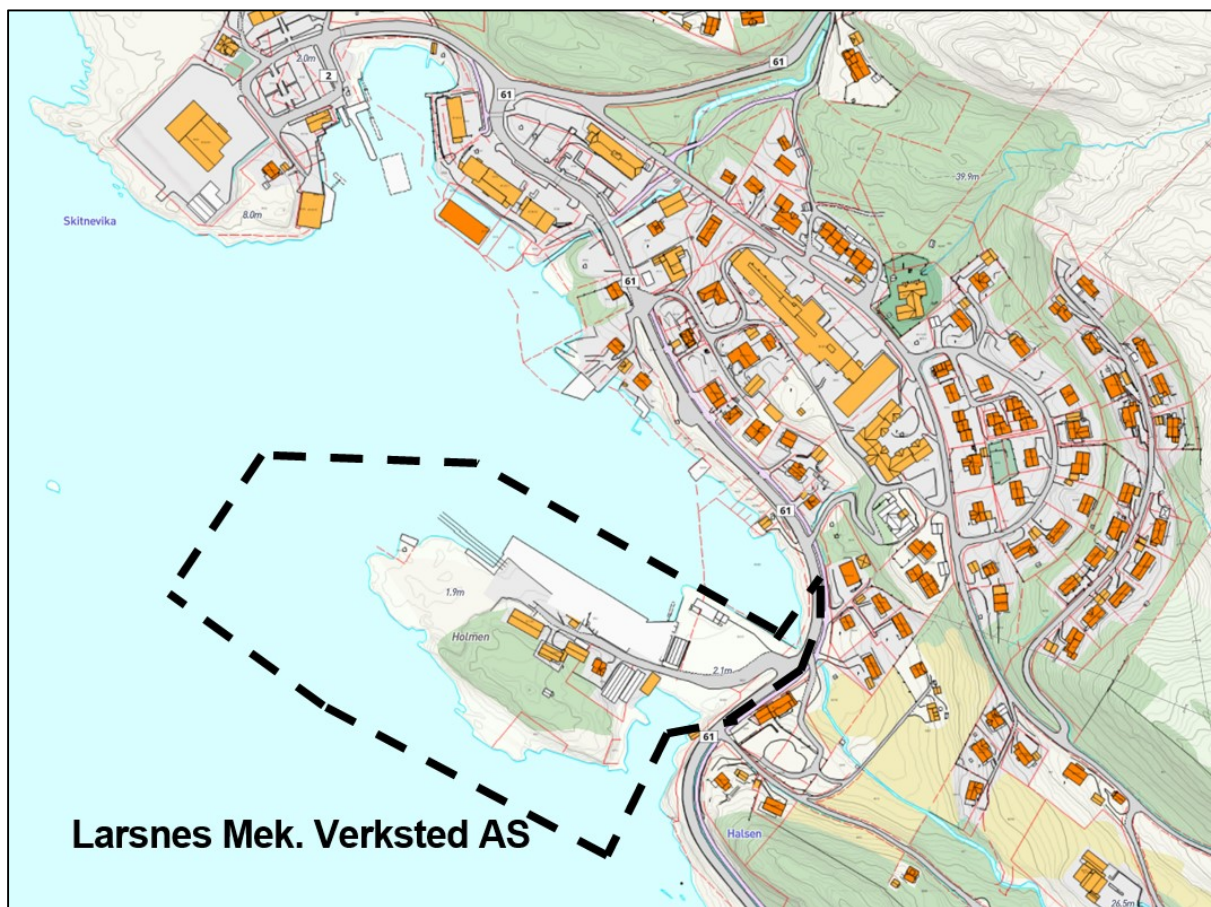 2.0m
2
61
61
Skitnevika
8.0m
39.9m
61
61
1.9m
Holmen
2.1m
61
Larsnes Mek. Verksted AS
Halsen
26.5m